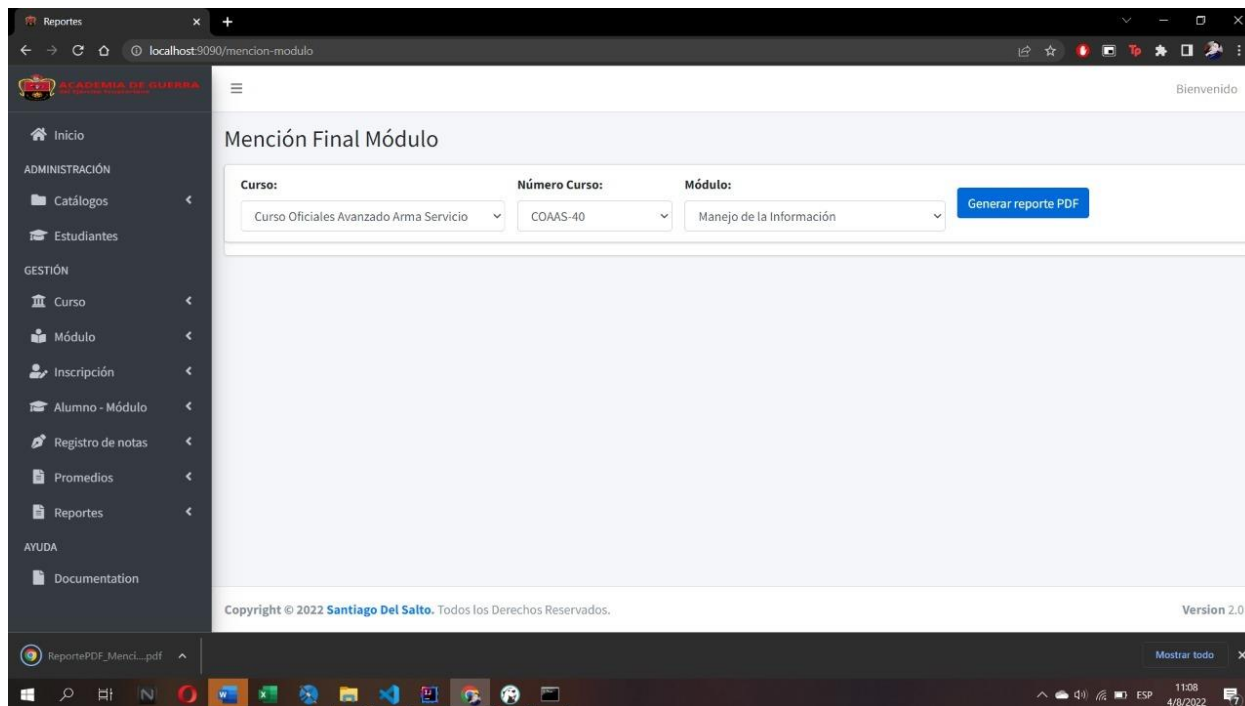 Reportes
localhost:9090/mencion-modulo
ACADEMIA DE GUERRA
Bienvenido
Inicio
ADMINISTRACIÓN
Catálogos
Estudiantes
GESTIÓN
Curso
Módulo
Inscripción
Alumno - Módulo
Registro de notas
Promedios
Reportes
AYUDA
Documentation
Mención Final Módulo
Curso:
Número Curso:
Módulo:
Curso Oficiales Avanzado Arma Servicio
COAAS-40
Manejo de la Información
Generar reporte PDF
Copyright © 2022 Santiago Del Salto. Todos los Derechos Reservados.
Version 2.0
ReportePDF_Menci....pdf
Mostrar todo
ESP
11:08
4/8/2022